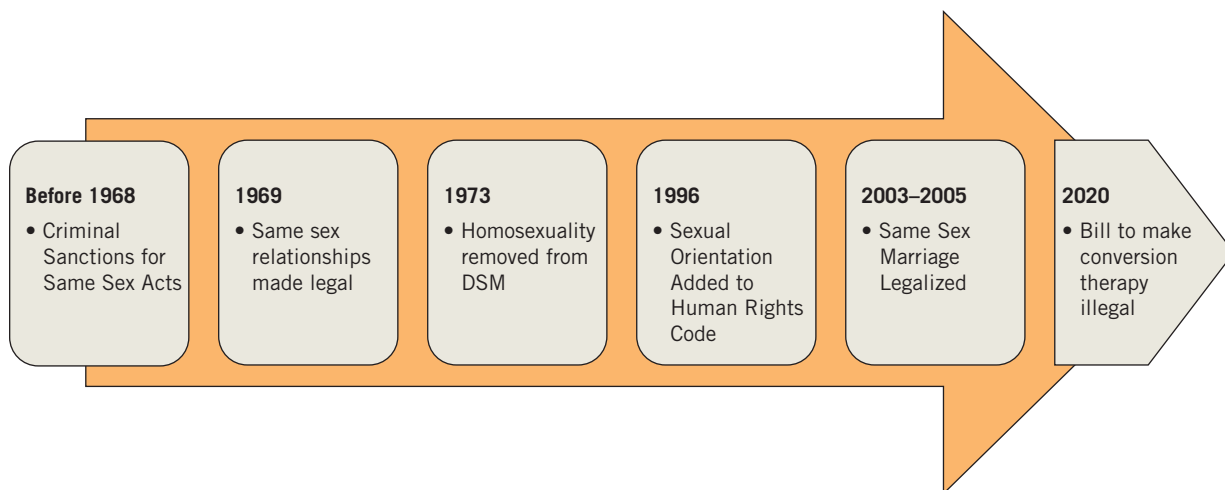 Before 1968
• Criminal
Sanctions for
Same Sex Acts
1969
• Same sex
relationships
made legal
1973
• Homosexuality
removed from
DSM
1996
• Sexual
Orientation
Added to
Human Rights
Code
2003–2005
• Same Sex
Marriage
Legalized
2020
• Bill to make
conversion
therapy
illegal